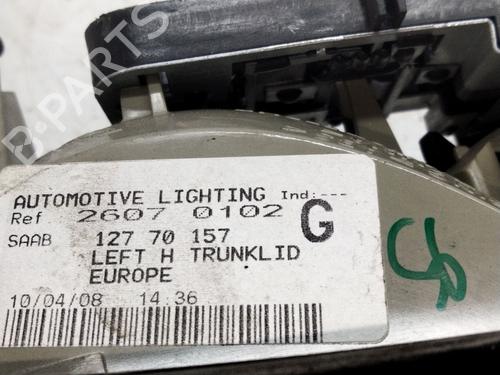 AUTOMOTIVE LIGHTING Ind:---
Ref 2607 0102
G
SAAB 127 70 157
LEFT H TRUNKLID
EUROPE
10/04/08 14:36
B-PARTS